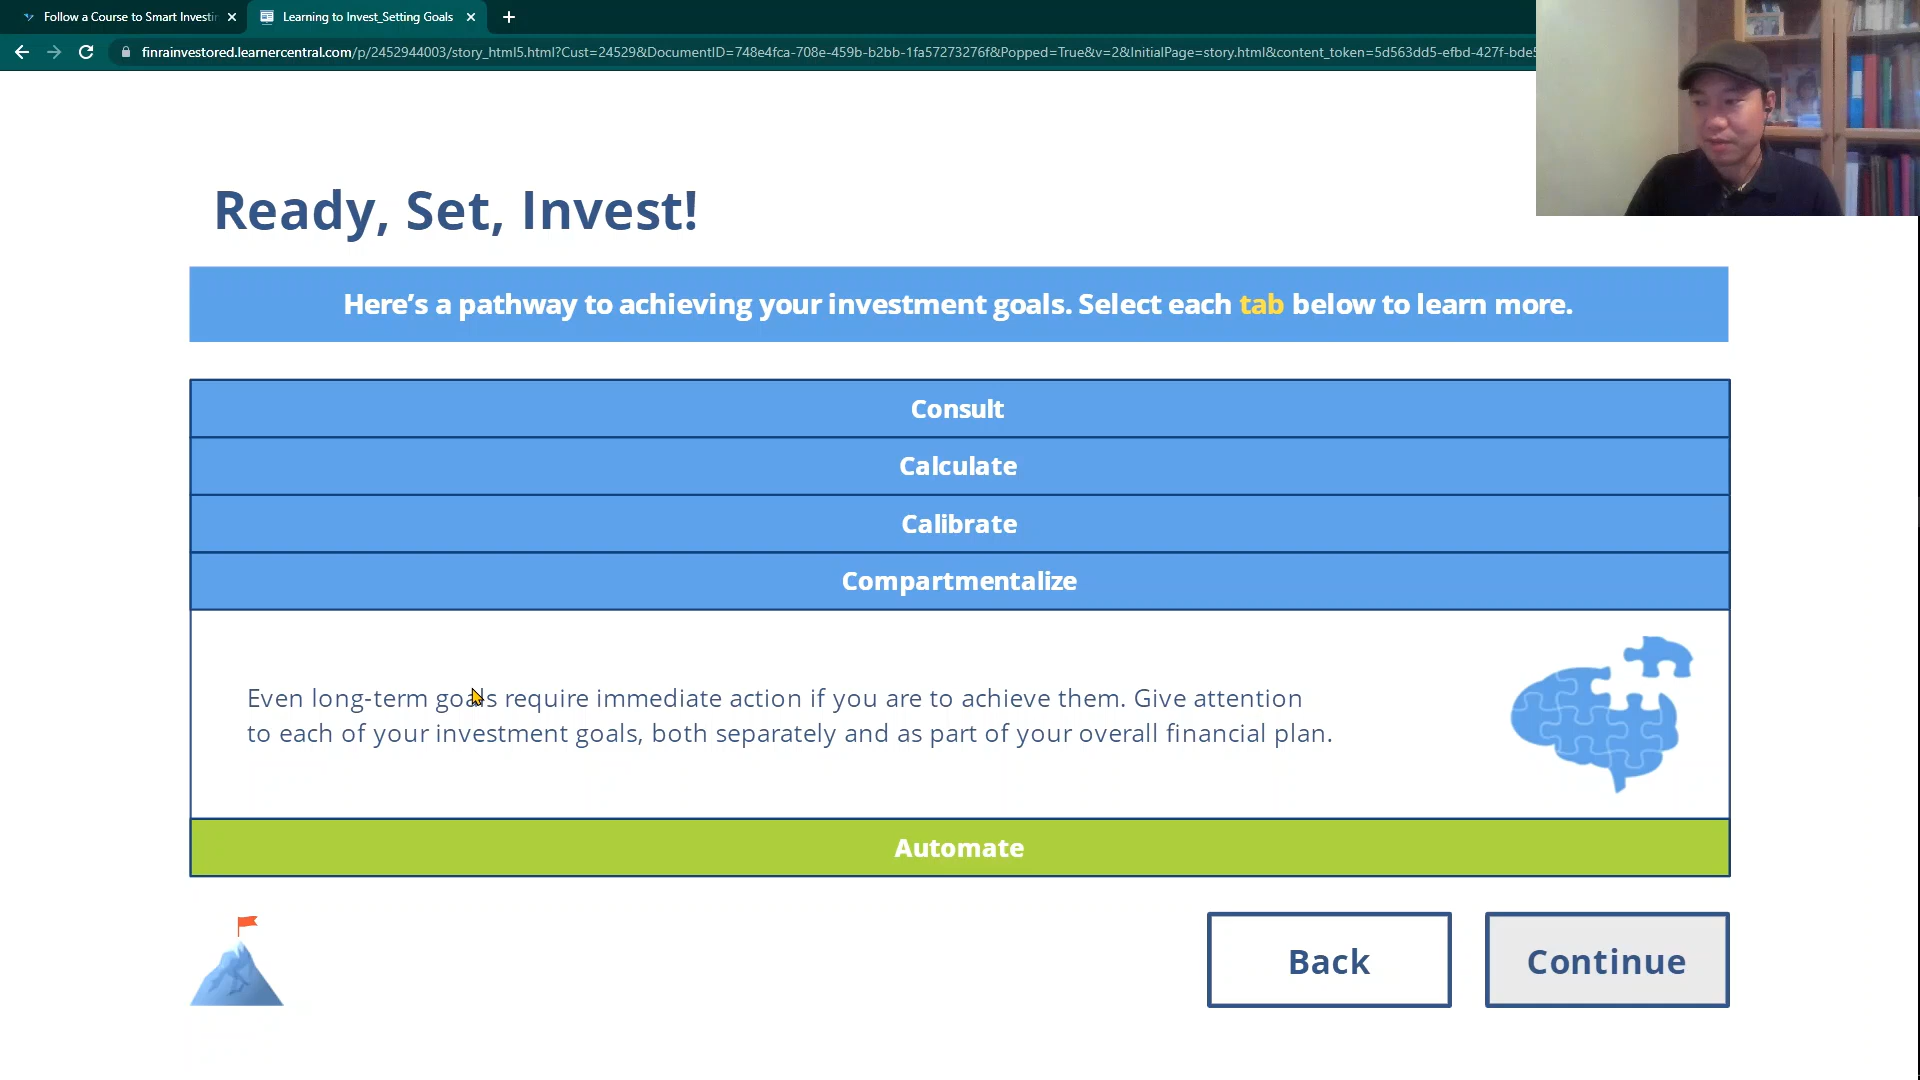 Follow a Course to Smart Investin
Learning to Invest_Setting Goals
finrainvestored.learnercentral.com/p/2452944003/story_html5.html?Cust=24529&DocumentID=748e4fca-708e-459b-b2bb-1fa57273276f&Popped=True&v=2&InitialPage=story.html&content_token=5d563dd5-efbd-427f-bde5
Ready, Set, Invest!
Here's a pathway to achieving your investment goals. Select each tab below to learn more.
Consult
Calculate
Calibrate
Compartmentalize
Even long-term goals require immediate action if you are to achieve them. Give attention
to each of your investment goals, both separately and as part of your overall financial plan.
Automate
Back
Continue